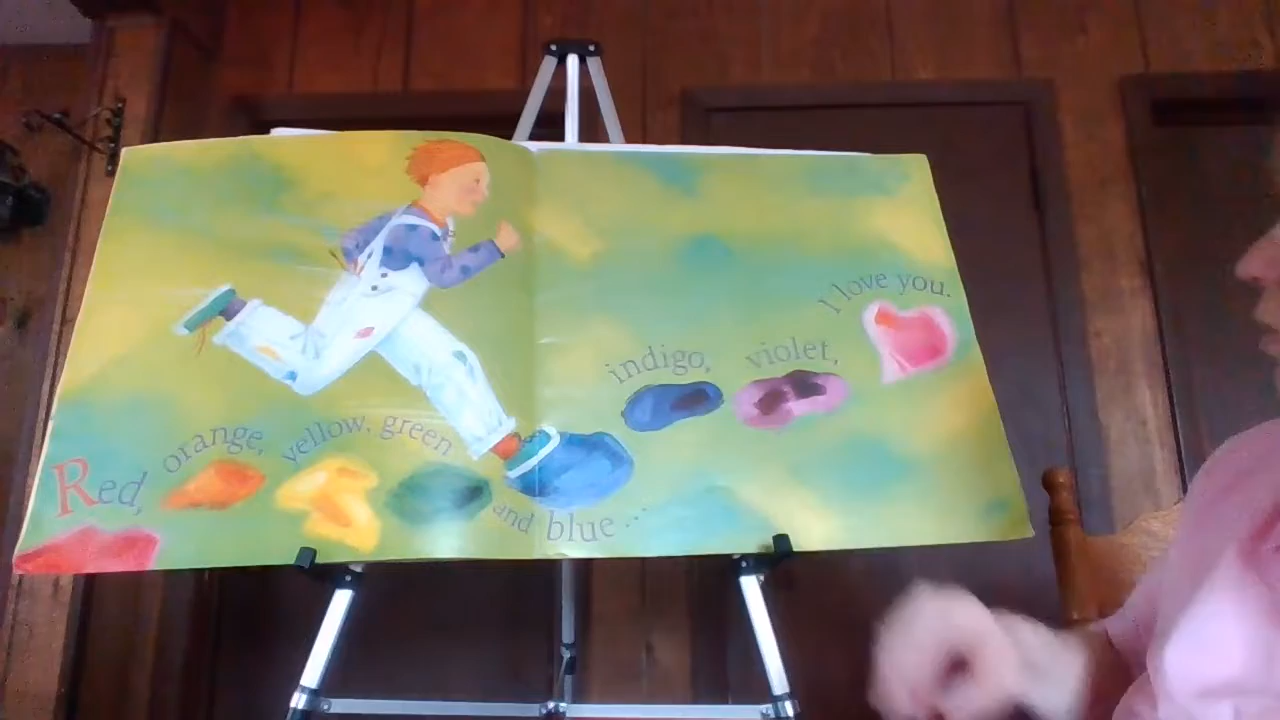 Red, orange, yellow, green
and blue...
indigo, violet,
I love you.